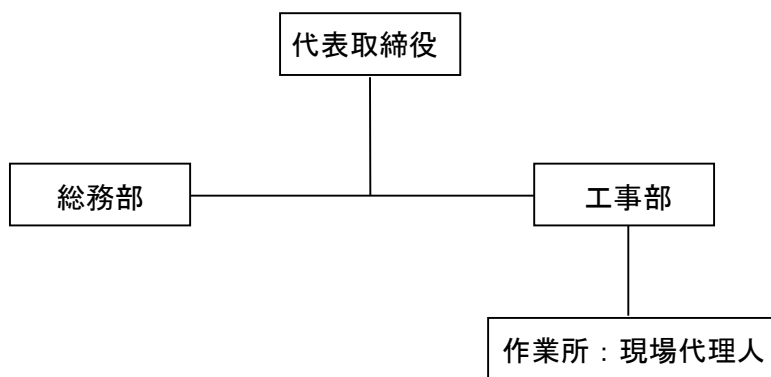 代表取締役
総務部
工事部
作業所：現場代理人